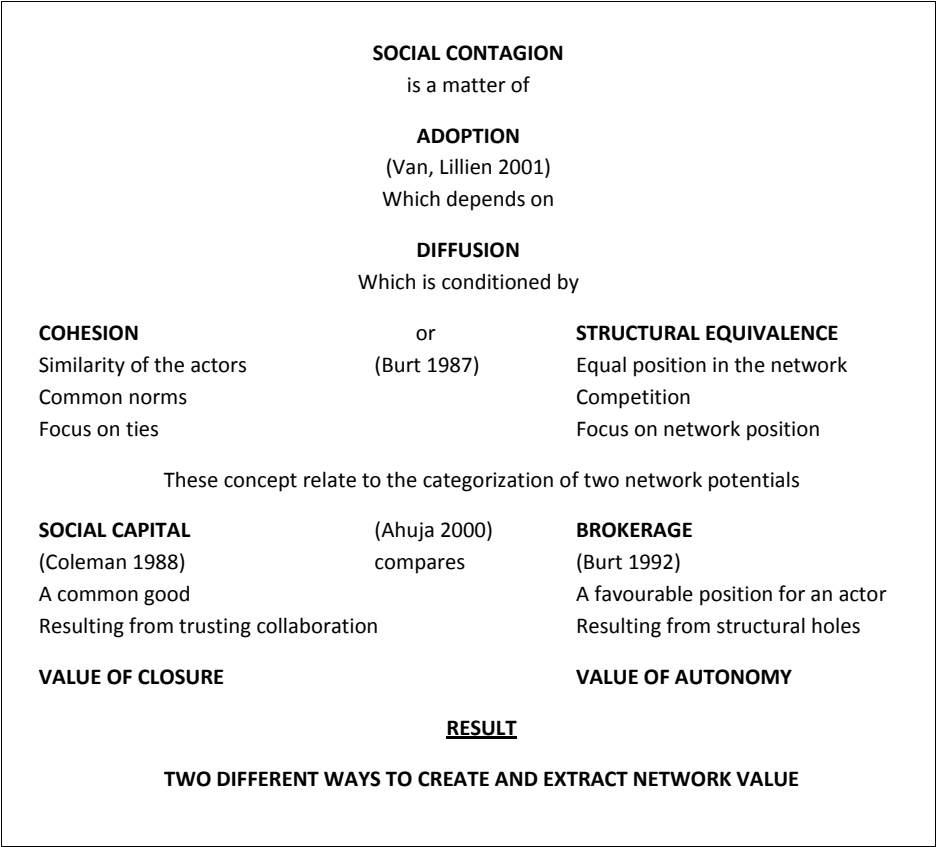 SOCIAL CONTAGION
is a matter of
ADOPTION
(Van, Lillien 2001)
Which depends on
DIFFUSION
Which is conditioned by
COHESION or STRUCTURAL EQUIVALENCE
Similarity of the actors (Burt 1987) Equal position in the network
Common norms Competition
Focus on ties Focus on network position
These concept relate to the categorization of two network potentials
SOCIAL CAPITAL (Ahuja 2000) BROKERAGE
(Coleman 1988) compares (Burt 1992)
A common good A favourable position for an actor
Resulting from trusting collaboration Resulting from structural holes
VALUE OF CLOSURE VALUE OF AUTONOMY
RESULT
TWO DIFFERENT WAYS TO CREATE AND EXTRACT NETWORK VALUE